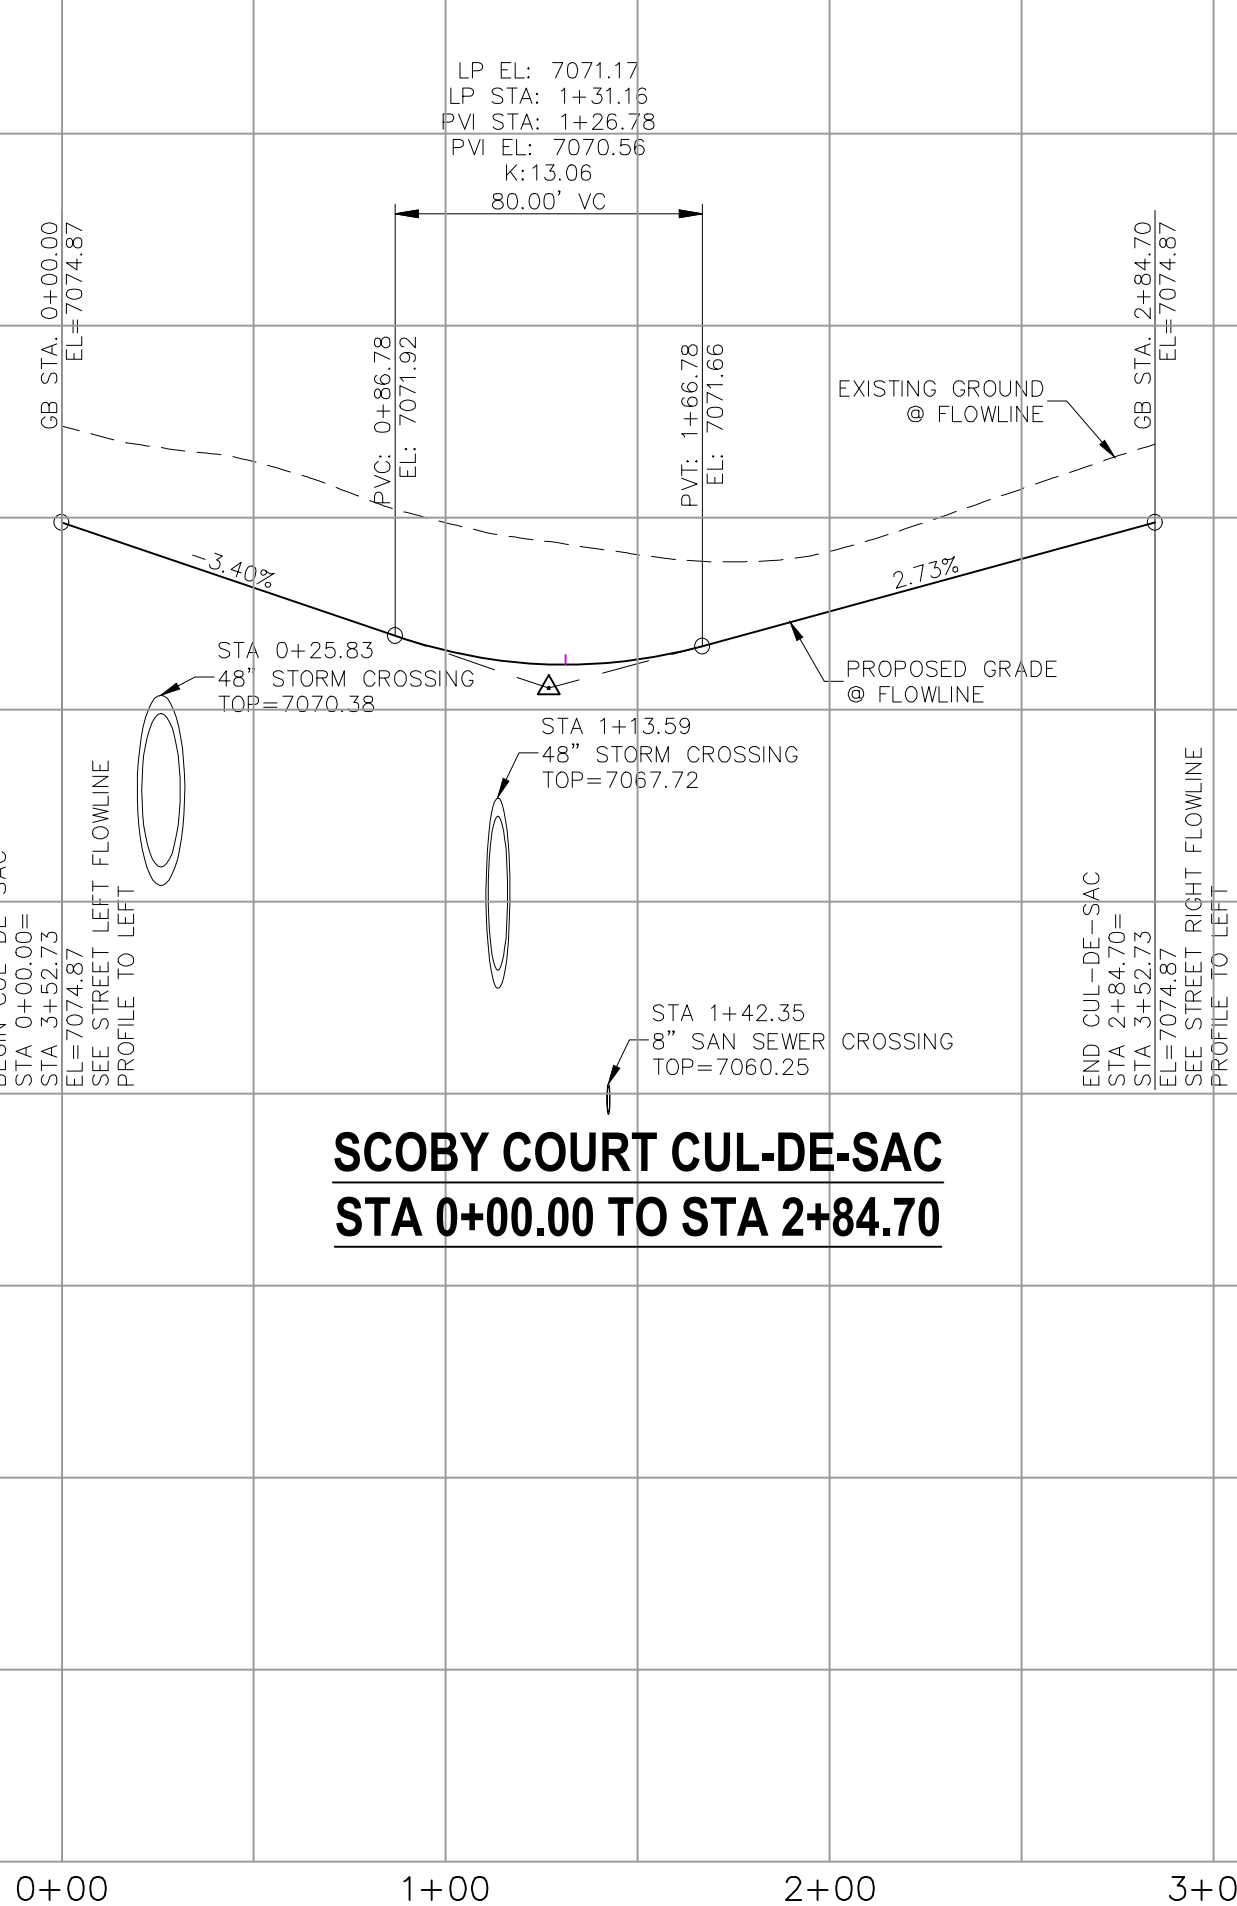 LP EL: 7071.17
LP STA: 1+31.16
PVI STA: 1+26.78
PVI EL: 7070.56
K:13.06
80.00' VC
GB STA. 0+00.00
EL=7074.87
PVC: 0+86.78
EL: 7071.92
PVT: 1+66.78
EL: 7071.66
GB STA. 2+84.70
EL=7074.87
EXISTING GROUND
@ FLOWLINE
-3.40%
2.73%
STA 0+25.83
48" STORM CROSSING
TOP=7070.38
PROPOSED GRADE
@ FLOWLINE
STA 1+13.59
48" STORM CROSSING
TOP=7067.72
BEGIN CUL-DE-SAC
STA 0+00.00=
STA 3+52.73
EL=7074.87
SEE STREET LEFT FLOWLINE
PROFILE TO LEFT
STA 1+42.35
8" SAN SEWER CROSSING
TOP=7060.25
END CUL-DE-SAC
STA 2+84.70=
STA 3+52.73
EL=7074.87
SEE STREET RIGHT FLOWLINE
PROFILE TO LEFT
SCOBY COURT CUL-DE-SAC
STA 0+00.00 TO STA 2+84.70
0+00 1+00 2+00 3+0